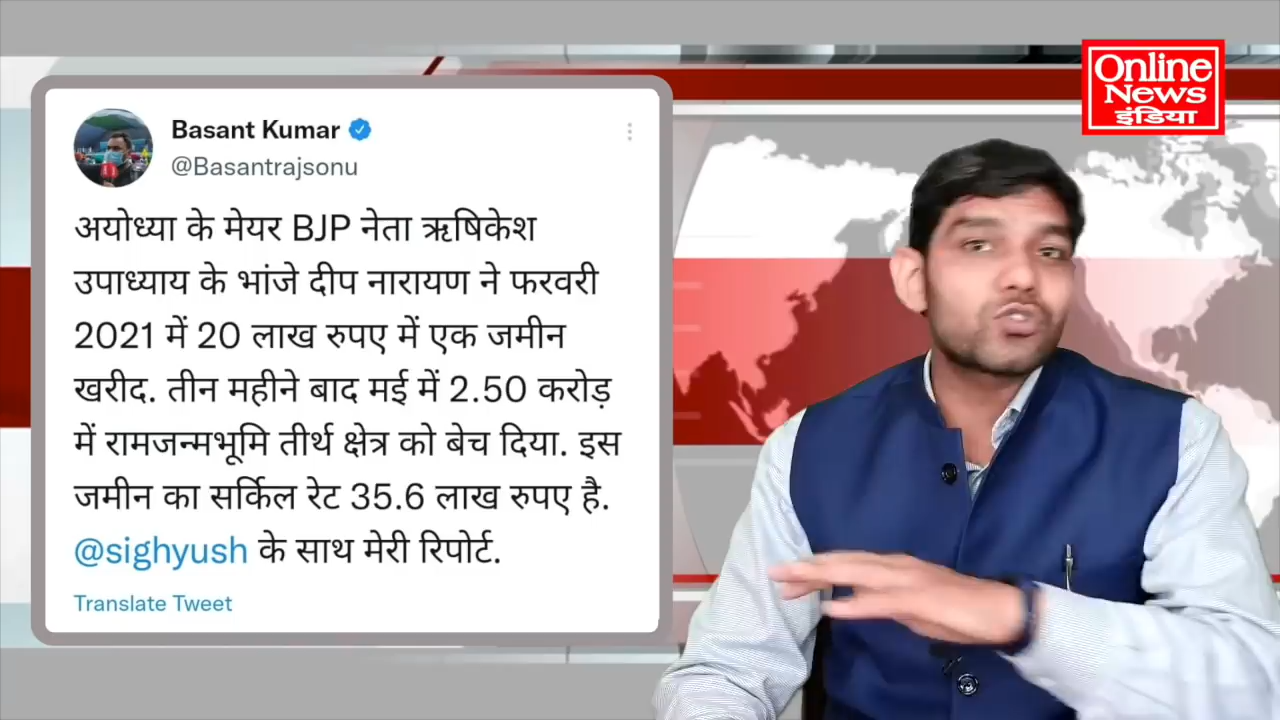 Basant Kumar
@Basantrajsonu
अयोध्या के मेयर BJP नेता ऋषिकेश
उपाध्याय के भांजे दीप नारायण ने फरवरी
2021 में 20 लाख रुपए में एक जमीन
खरीद. तीन महीने बाद मई में 2.50 करोड़
में रामजन्मभूमि तीर्थ क्षेत्र को बेच दिया. इस
जमीन का सर्किल रेट 35.6 लाख रुपए है.
@sighyush के साथ मेरी रिपोर्ट.
Translate Tweet
Online
News
इंडिया